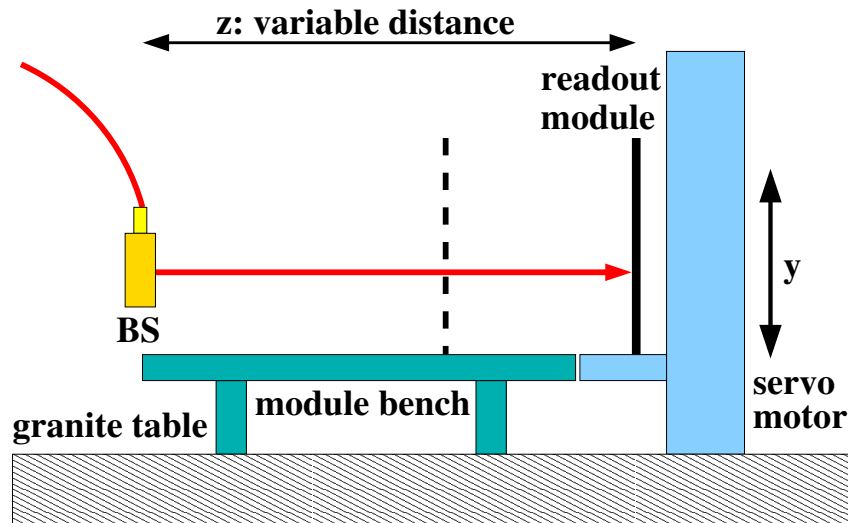 z: variable distance
readout
module
y
BS
servo
motor
module bench
granite table